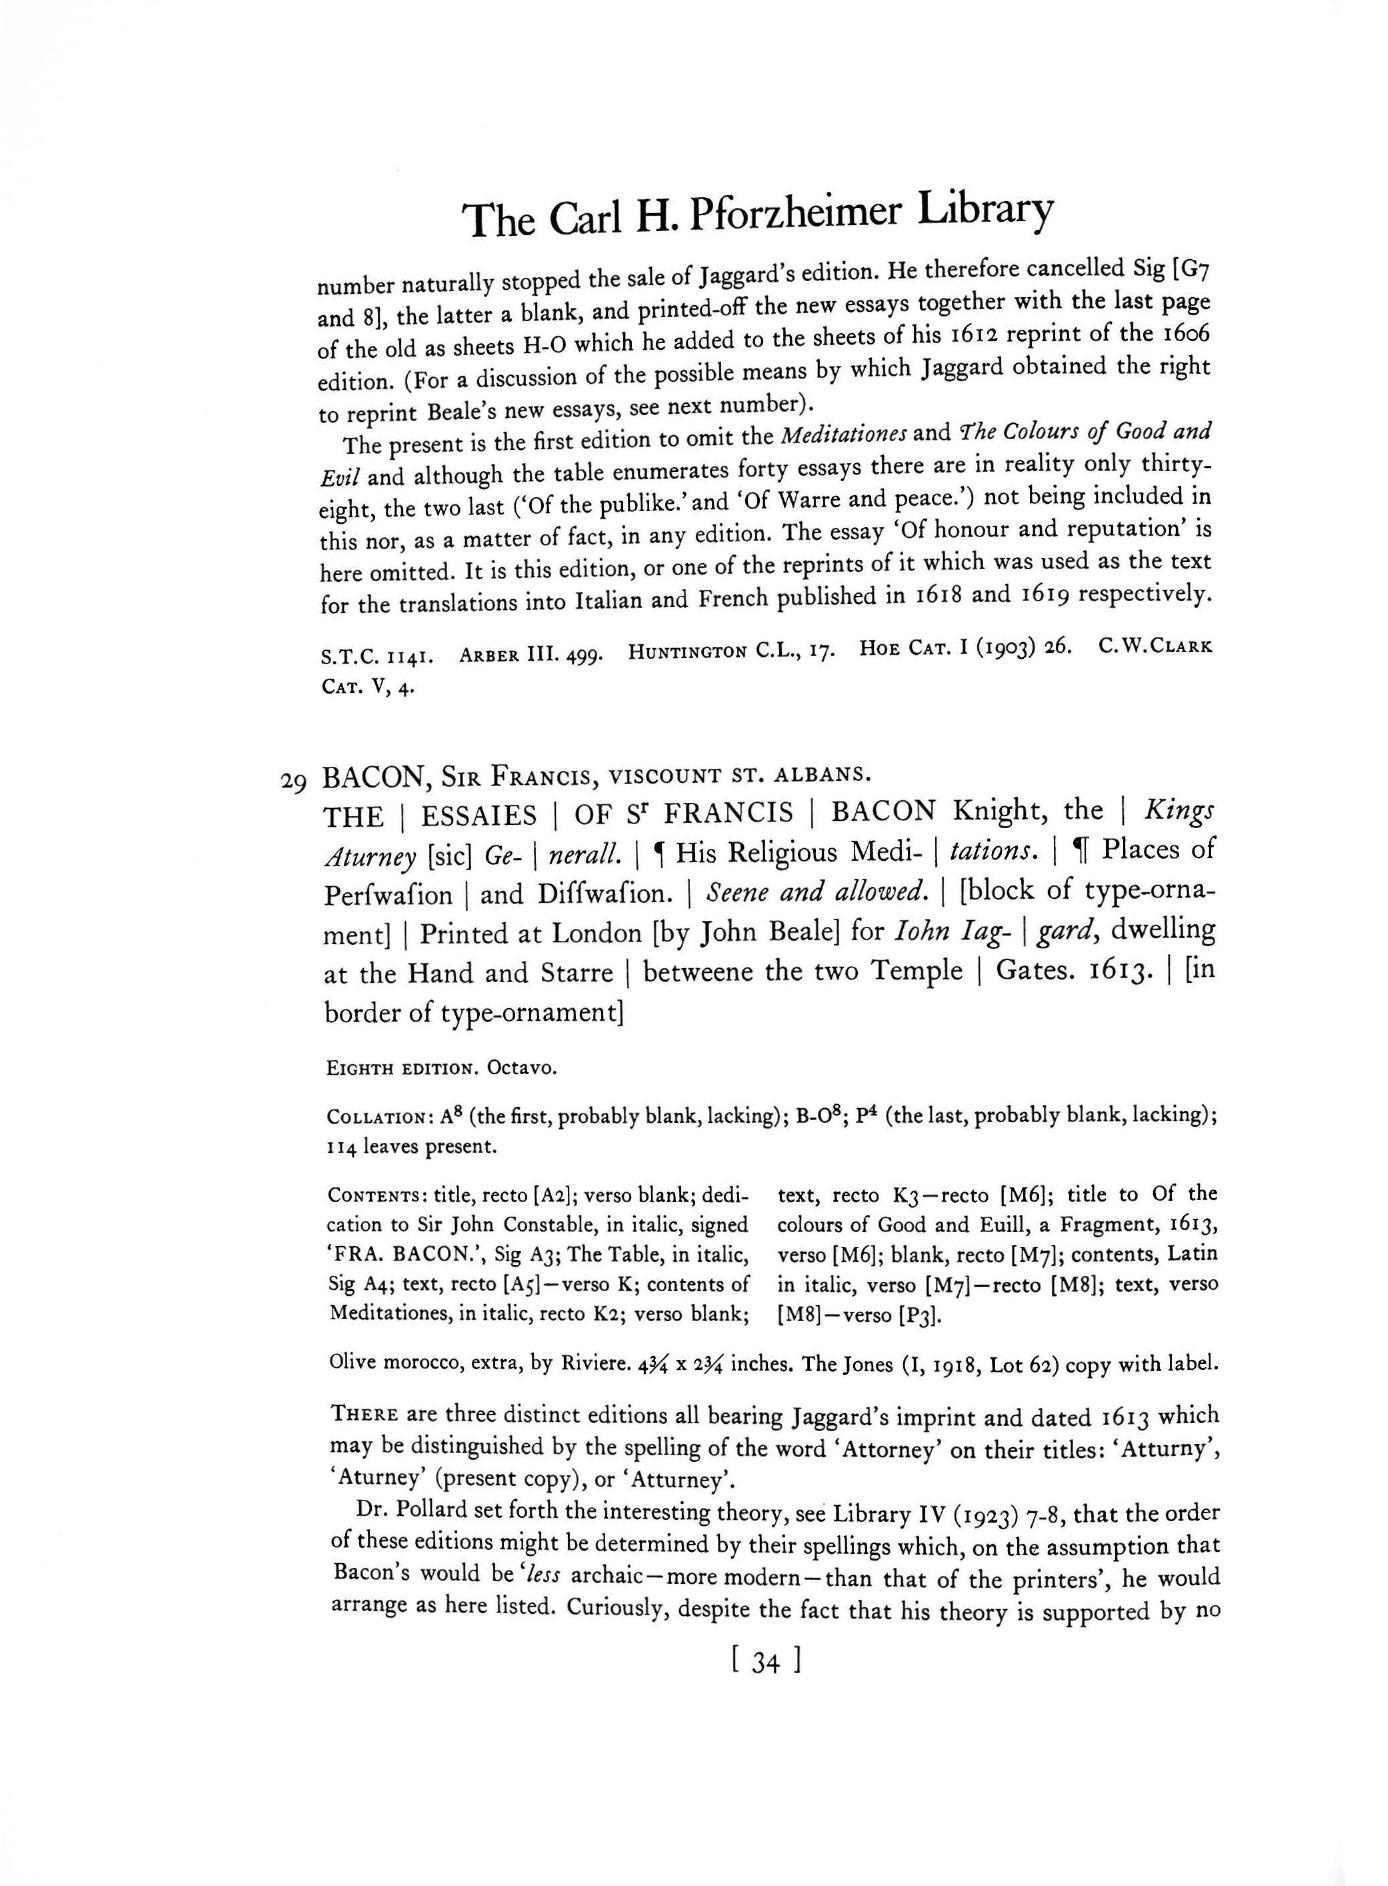 The Carl H. Pforzheimer Library
number naturally stopped the sale of Jaggard's edition. He therefore cancelled Sig [G7
and 8], the latter a blank, and printed-off the new essays together with the last page
of the old as sheets H-O which he added to the sheets of his 1612 reprint of the 1606
edition. (For a discussion of the possible means by which Jaggard obtained the right
to reprint Beale's new essays, see next number).
The present is the first edition to omit the Meditationes and The Colours of Good and
Evil and although the table enumerates forty essays there are in reality only thirty-
eight, the two last ('Of the publike.' and 'Of Warre and peace.') not being included in
this nor, as a matter of fact, in any edition. The essay 'Of honour and reputation' is
here omitted. It is this edition, or one of the reprints of it which was used as the text
for the translations into Italian and French published in 1618 and 1619 respectively.
S.T.C. 1141. ARBER III. 499. HUNTINGTON C.L., 17. HOE CAT. I (1903) 26. C.W.CLARK
CAT. V, 4.
29 BACON, SIR FRANCIS, VISCOUNT ST. ALBANS.
THE | ESSAIES | OF Sʳ FRANCIS | BACON Knight, the | Kings
Aturney [sic] Ge- | nerall. | ¶ His Religious Medi- | tations. | ¶ Places of
Perſwaſion | and Diſſwaſion. | Seene and allowed. | [block of type-orna-
ment] | Printed at London [by John Beale] for Iohn Iag- | gard, dwelling
at the Hand and Starre | betweene the two Temple | Gates. 1613. | [in
border of type-ornament]
EIGHTH EDITION. Octavo.
COLLATION: A⁸ (the first, probably blank, lacking); B-O⁸; P⁴ (the last, probably blank, lacking);
114 leaves present.
CONTENTS: title, recto [A2]; verso blank; dedi-
cation to Sir John Constable, in italic, signed
'FRA. BACON.', Sig A3; The Table, in italic,
Sig A4; text, recto [A5]—verso K; contents of
Meditationes, in italic, recto K2; verso blank;
text, recto K3—recto [M6]; title to Of the
colours of Good and Euill, a Fragment, 1613,
verso [M6]; blank, recto [M7]; contents, Latin
in italic, verso [M7]—recto [M8]; text, verso
[M8]—verso [P3].
Olive morocco, extra, by Riviere. 4¾ x 2¾ inches. The Jones (I, 1918, Lot 62) copy with label.
THERE are three distinct editions all bearing Jaggard's imprint and dated 1613 which
may be distinguished by the spelling of the word 'Attorney' on their titles: 'Atturny',
'Aturney' (present copy), or 'Atturney'.
Dr. Pollard set forth the interesting theory, see Library IV (1923) 7-8, that the order
of these editions might be determined by their spellings which, on the assumption that
Bacon's would be 'less archaic—more modern—than that of the printers', he would
arrange as here listed. Curiously, despite the fact that his theory is supported by no
[ 34 ]